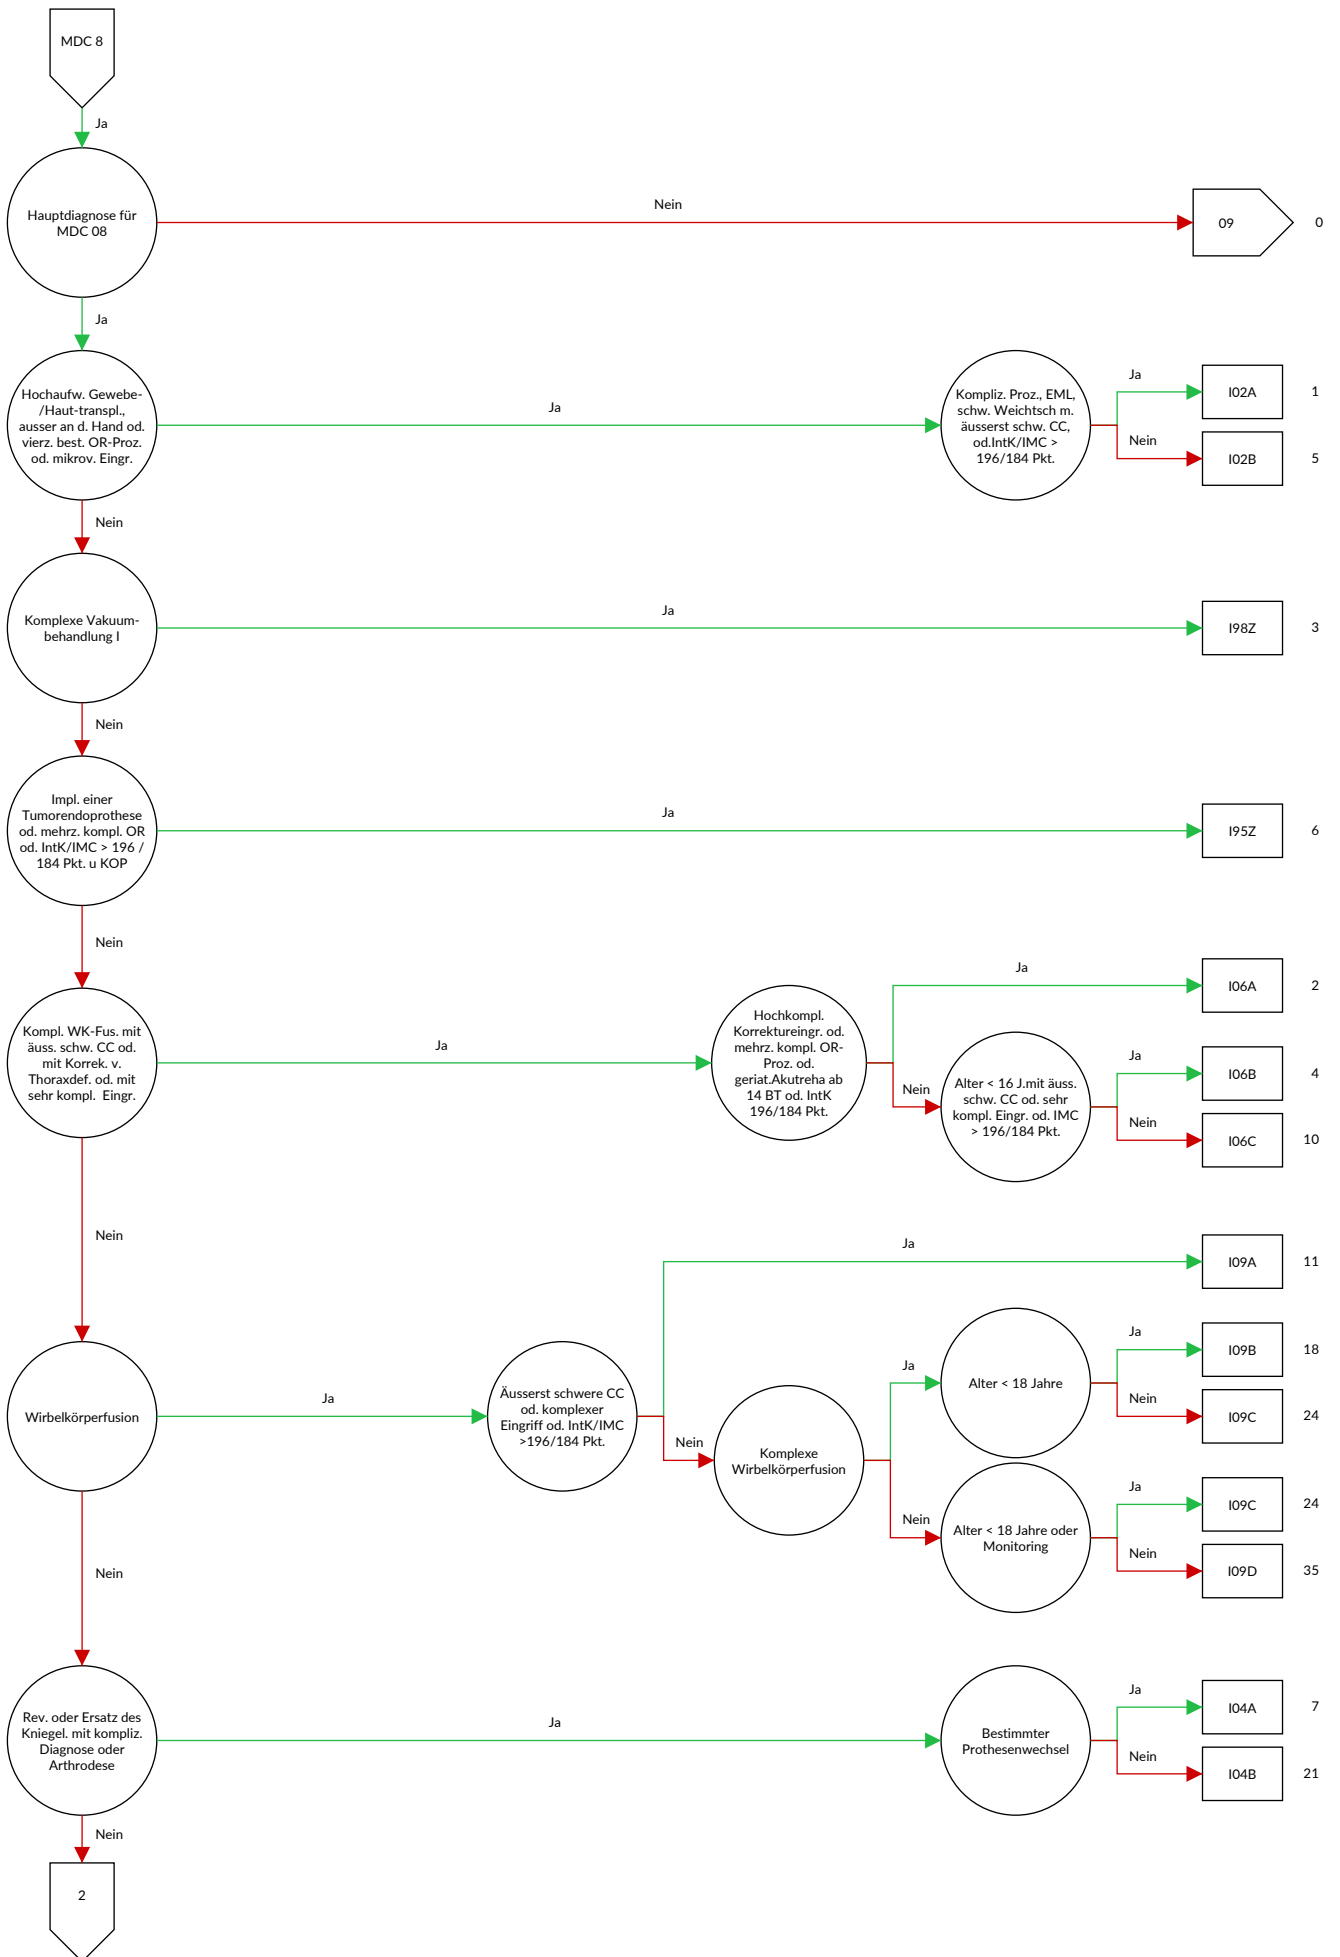 MDC 8
Ja
Hauptdiagnose für
MDC 08
Nein
09
0
Ja
Hochaufw. Gewebe-
/Haut-transpl.,
ausser an d. Hand od.
vierz. best. OR-Proz.
od. mikrov. Eingr.
Ja
Kompliz. Proz., EML,
schw. Weichtsch m.
äusserst schw. CC,
od.IntK/IMC >
196/184 Pkt.
Ja
I02A
1
Nein
I02B
5
Nein
Komplexe Vakuum-
behandlung I
Ja
I98Z
3
Nein
Impl. einer
Tumorendoprothese
od. mehrz. kompl. OR
od. IntK/IMC > 196 /
184 Pkt. u KOP
Ja
I95Z
6
Nein
Kompl. WK-Fus. mit
äuss. schw. CC od.
mit Korrek. v.
Thoraxdef. od. mit
sehr kompl. Eingr.
Ja
Hochkompl.
Korrektureingr. od.
mehrz. kompl. OR-
Proz. od.
geriat.Akutreha ab
14 BT od. IntK
196/184 Pkt.
Ja
I06A
2
Nein
Alter < 16 J.mit äuss.
schw. CC od. sehr
kompl. Eingr. od. IMC
> 196/184 Pkt.
Ja
I06B
4
Nein
I06C
10
Nein
Wirbelkörperfusion
Ja
Äusserst schwere CC
od. komplexer
Eingriff od. IntK/IMC
>196/184 Pkt.
Ja
I09A
11
Nein
Komplexe
Wirbelkörperfusion
Ja
Alter < 18 Jahre
Ja
I09B
18
Nein
I09C
24
Nein
Alter < 18 Jahre oder
Monitoring
Ja
I09C
24
Nein
I09D
35
Nein
Rev. oder Ersatz des
Kniegel. mit kompliz.
Diagnose oder
Arthrodese
Ja
Bestimmter
Prothesenwechsel
Ja
I04A
7
Nein
I04B
21
Nein
2